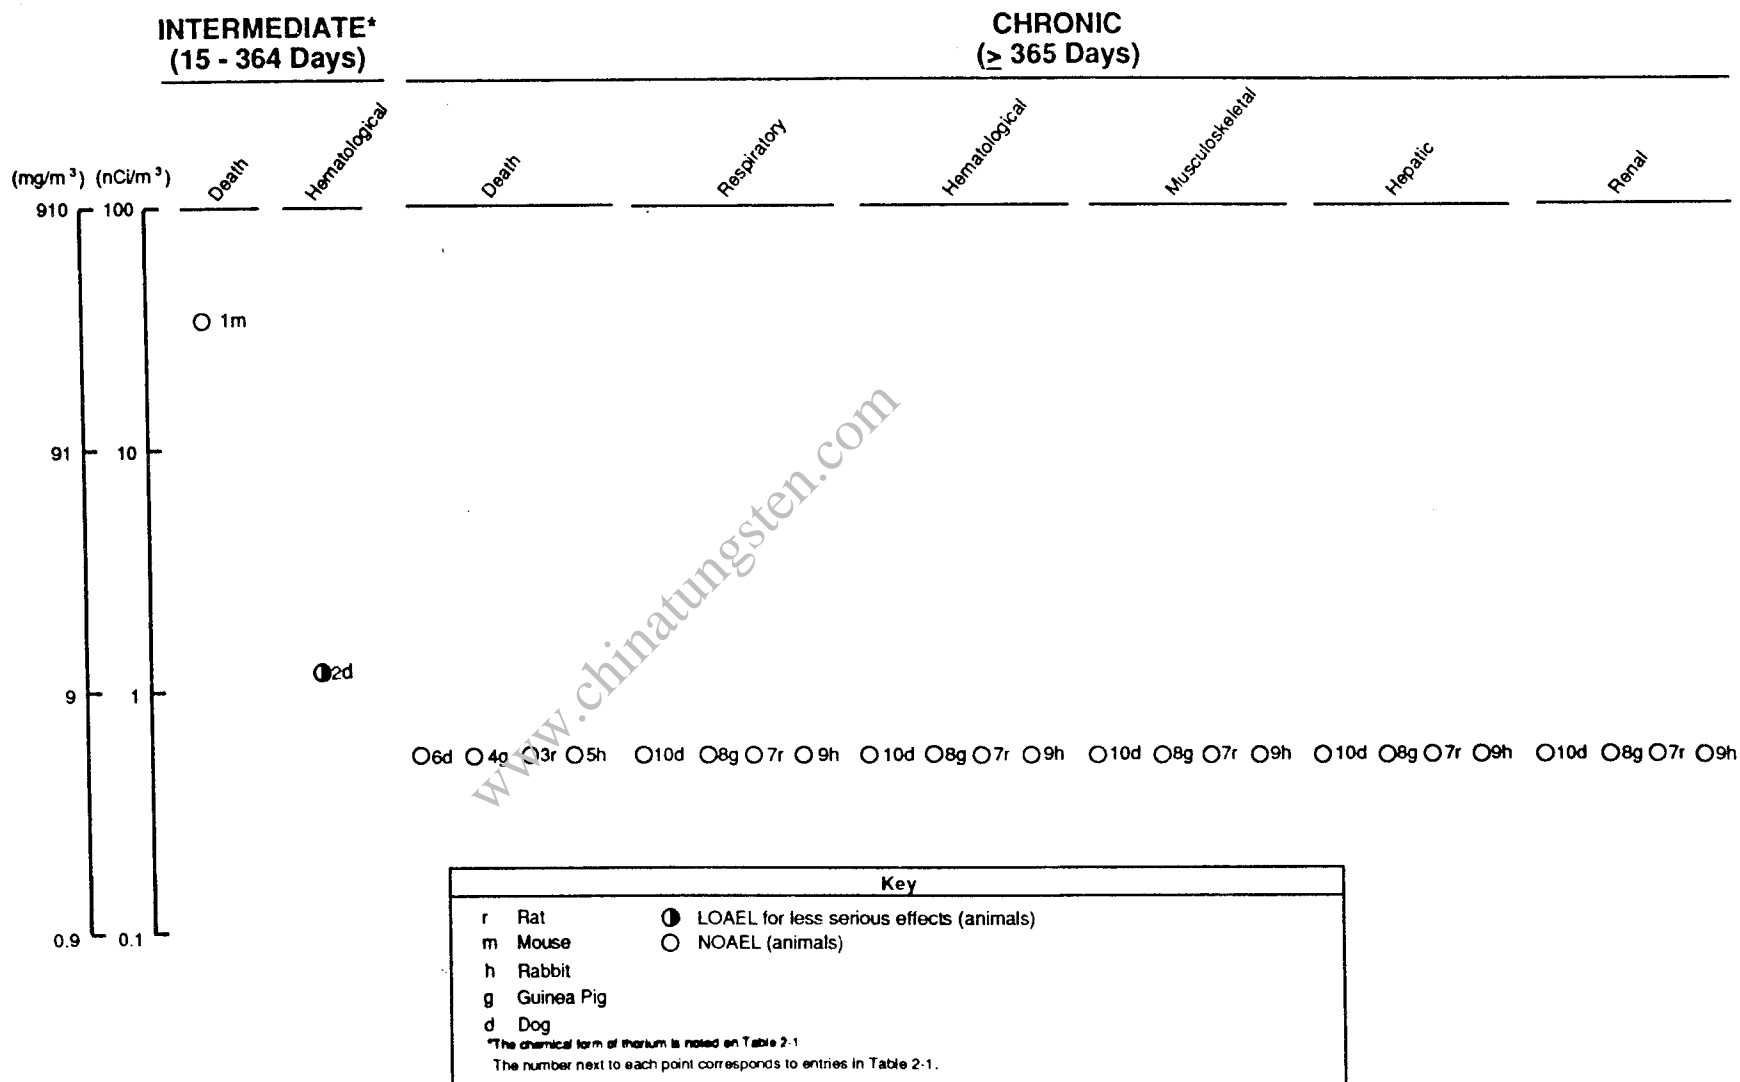 INTERMEDIATE*
(15 - 364 Days)
CHRONIC
(≥ 365 Days)
Death
Hematological
Death
Respiratory
Hematological
Musculoskeletal
Hepatic
Renal
(mg/m³) (nCi/m³)
910 100
1m
91 10
2d
9 1
6d 4g 3r 5h 10d 8g 7r 9h 10d 8g 7r 9h 10d 8g 7r 9h 10d 8g 7r 9h 10d 8g 7r 9h
www.chinatungsten.com
0.9 0.1
Key
r Rat LOAEL for less serious effects (animals)
m Mouse NOAEL (animals)
h Rabbit
g Guinea Pig
d Dog
*The chemical form of thorium is noted on Table 2-1
The number next to each point corresponds to entries in Table 2-1.